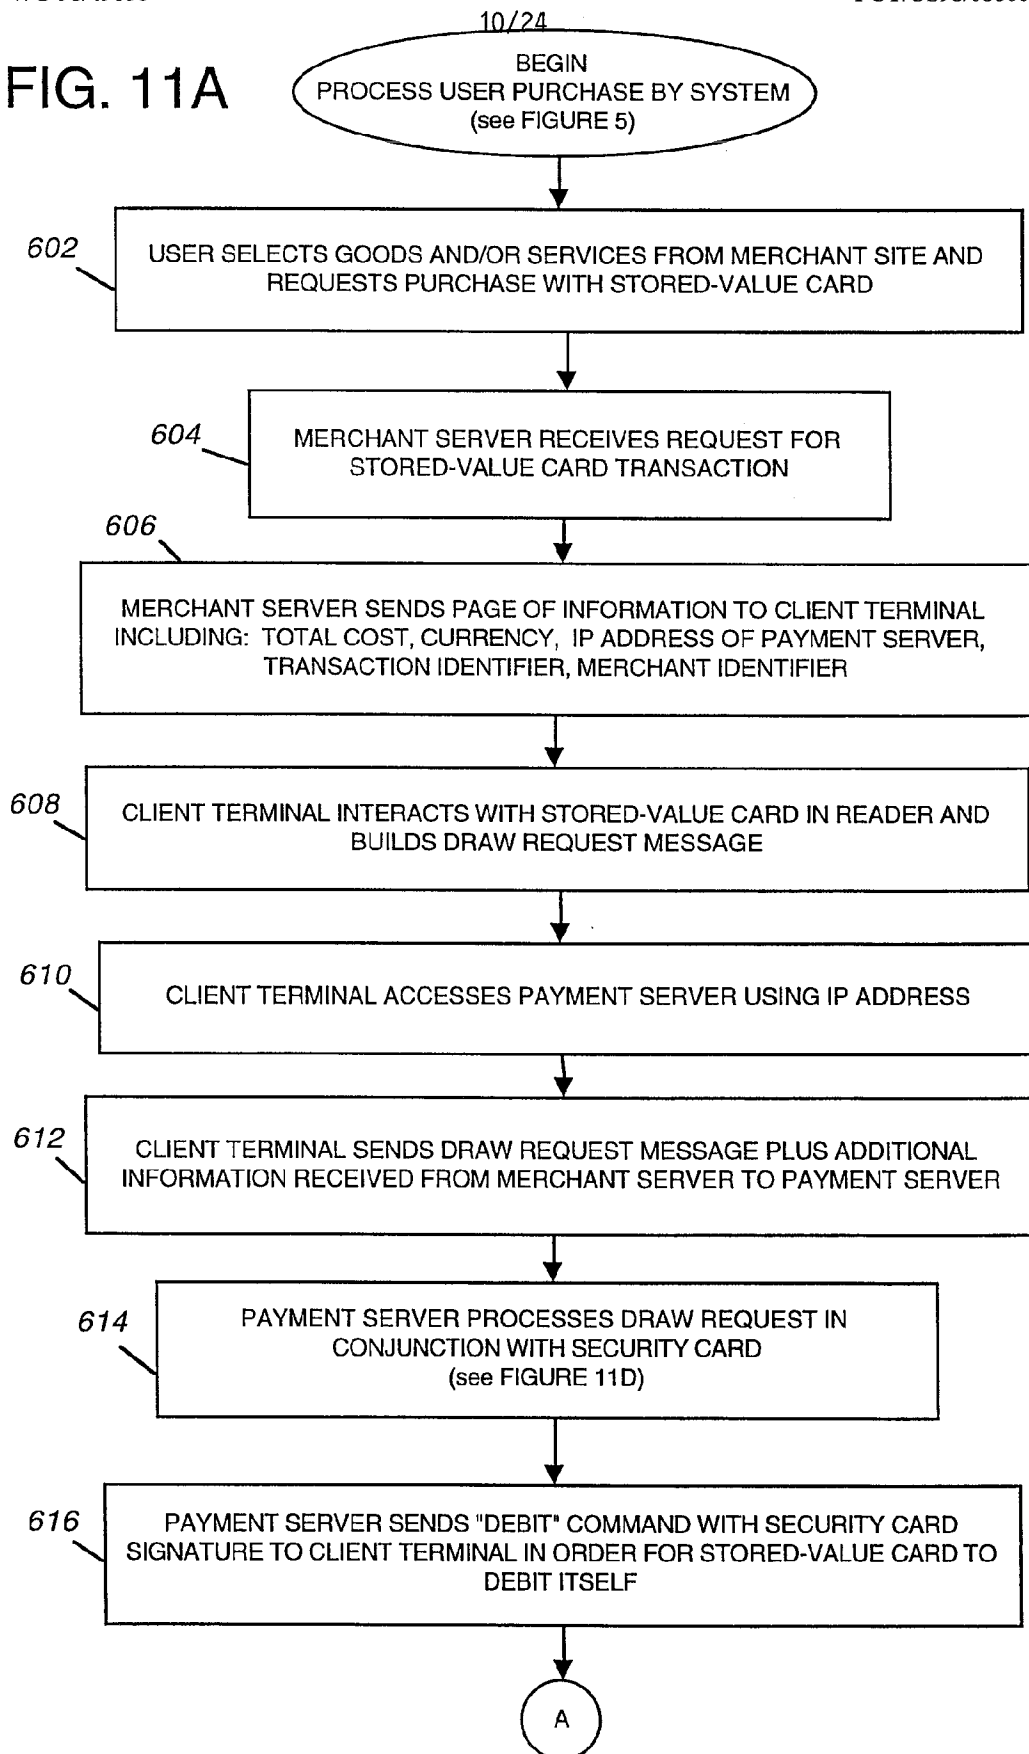 10/24
FIG. 11A
BEGIN
PROCESS USER PURCHASE BY SYSTEM
(see FIGURE 5)
602
USER SELECTS GOODS AND/OR SERVICES FROM MERCHANT SITE AND
REQUESTS PURCHASE WITH STORED-VALUE CARD
604
MERCHANT SERVER RECEIVES REQUEST FOR
STORED-VALUE CARD TRANSACTION
606
MERCHANT SERVER SENDS PAGE OF INFORMATION TO CLIENT TERMINAL
INCLUDING: TOTAL COST, CURRENCY, IP ADDRESS OF PAYMENT SERVER,
TRANSACTION IDENTIFIER, MERCHANT IDENTIFIER
608
CLIENT TERMINAL INTERACTS WITH STORED-VALUE CARD IN READER AND
BUILDS DRAW REQUEST MESSAGE
610
CLIENT TERMINAL ACCESSES PAYMENT SERVER USING IP ADDRESS
612
CLIENT TERMINAL SENDS DRAW REQUEST MESSAGE PLUS ADDITIONAL
INFORMATION RECEIVED FROM MERCHANT SERVER TO PAYMENT SERVER
614
PAYMENT SERVER PROCESSES DRAW REQUEST IN
CONJUNCTION WITH SECURITY CARD
(see FIGURE 11D)
616
PAYMENT SERVER SENDS "DEBIT" COMMAND WITH SECURITY CARD
SIGNATURE TO CLIENT TERMINAL IN ORDER FOR STORED-VALUE CARD TO
DEBIT ITSELF
A